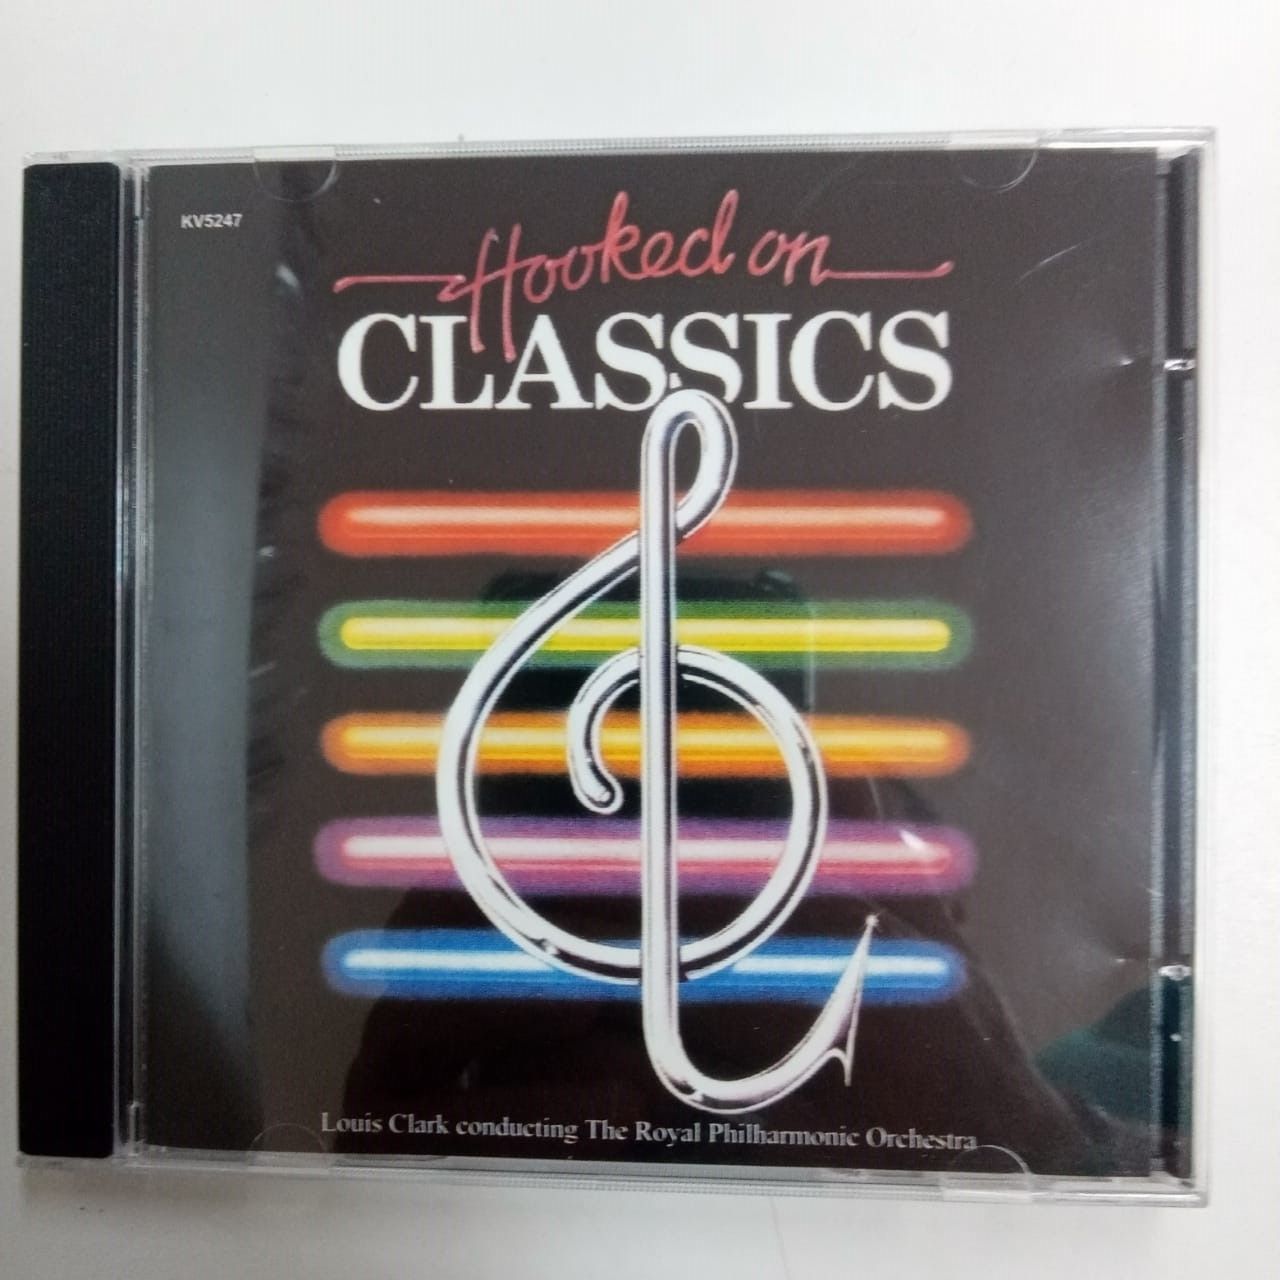 KV5247
Hooked on
CLASSICS
Louis Clark conducting The Royal Philharmonic Orchestra